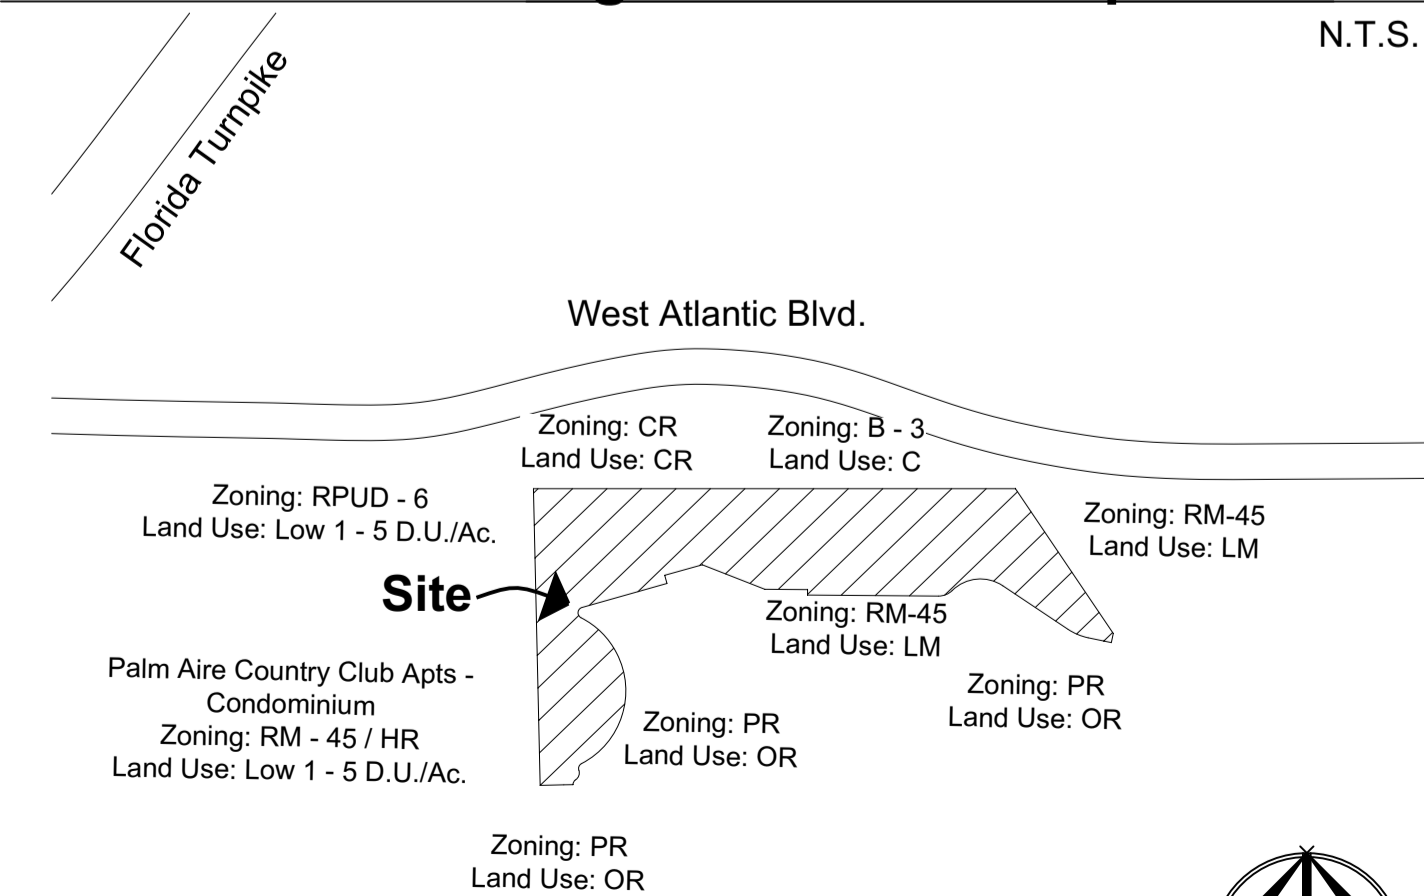 N.T.S.
Florida Turnpike
West Atlantic Blvd.
Zoning: CR
Land Use: CR
Zoning: B - 3
Land Use: C
Zoning: RPUD - 6
Land Use: Low 1 - 5 D.U./Ac.
Zoning: RM-45
Land Use: LM
Site
Zoning: RM-45
Land Use: LM
Palm Aire Country Club Apts -
Condominium
Zoning: RM - 45 / HR
Land Use: Low 1 - 5 D.U./Ac.
Zoning: PR
Land Use: OR
Zoning: PR
Land Use: OR
Zoning: PR
Land Use: OR